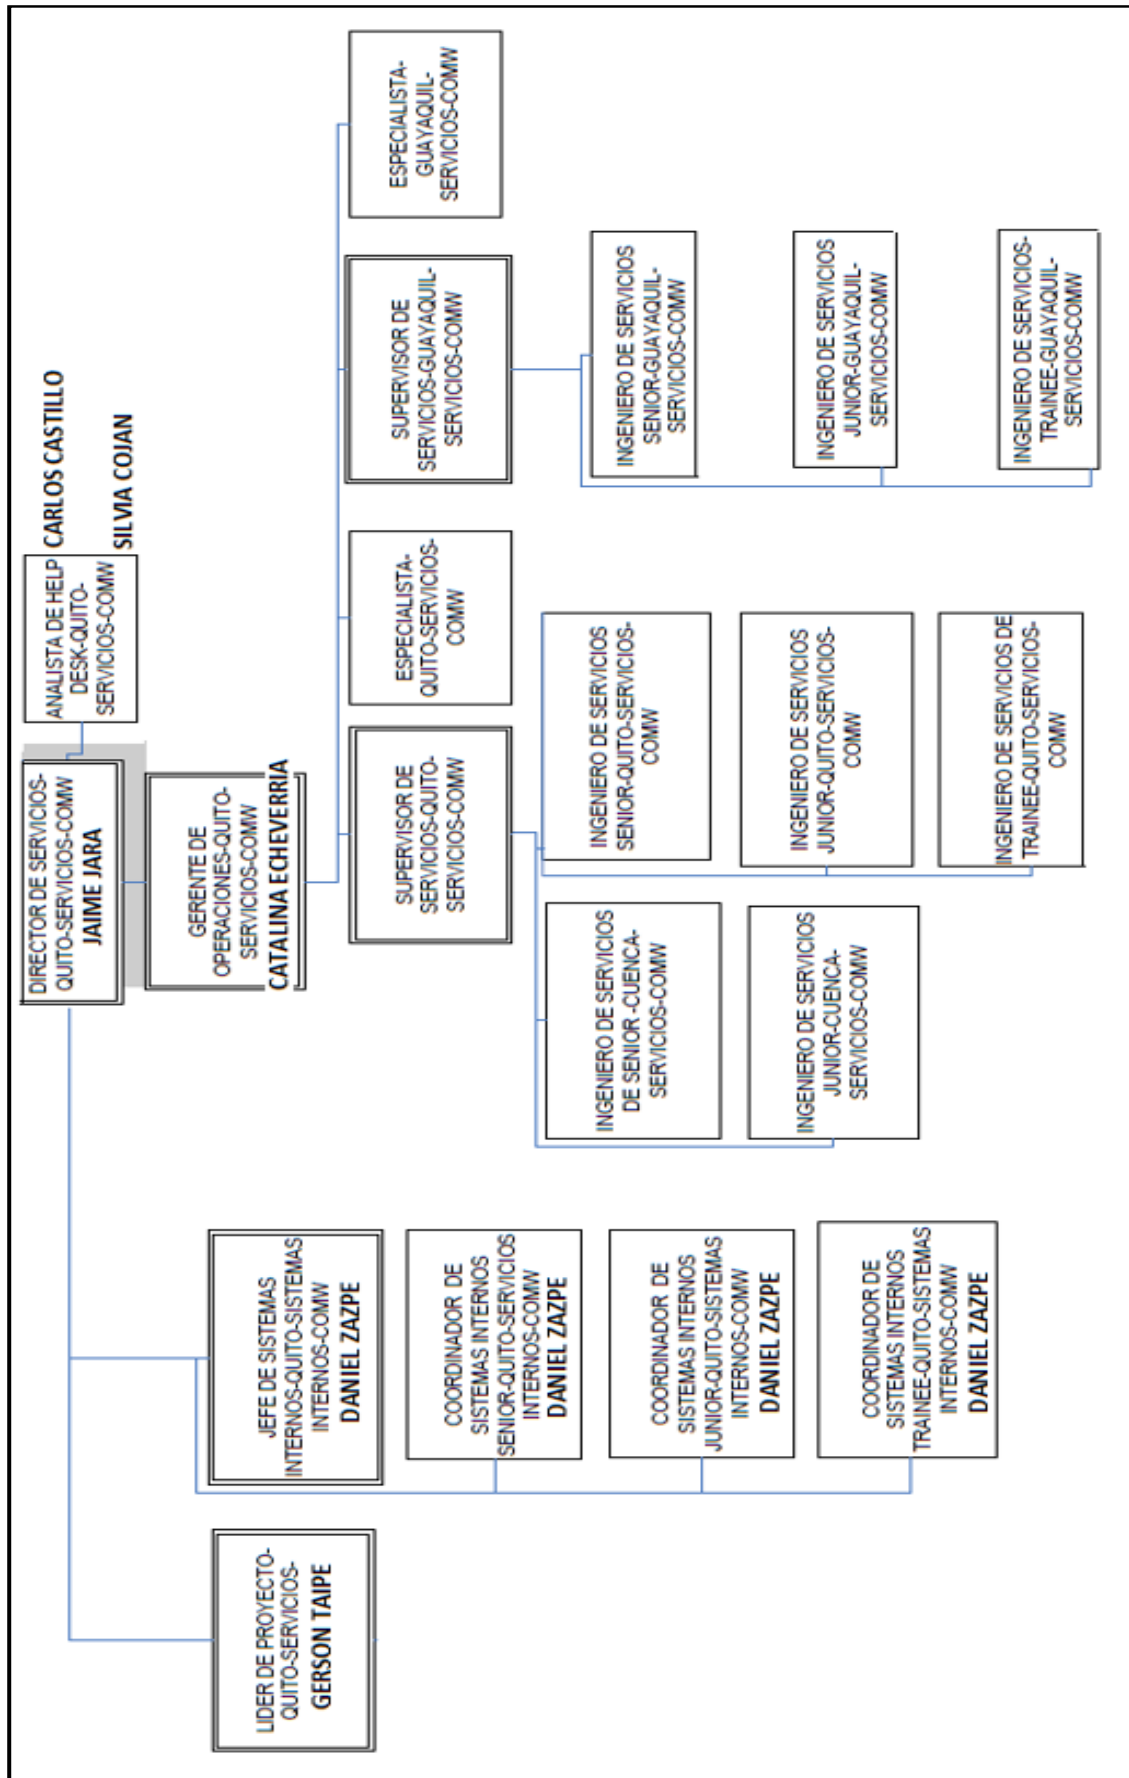 DIRECTOR DE SERVICIOS-
QUITO-SERVICIOS-COMW
JAIME JARA
ANALISTA DE HELP
DESK-QUITO-
SERVICIOS-COMW
CARLOS CASTILLO
SILVIA COJAN
GERENTE DE
OPERACIONES-QUITO-
SERVICIOS-COMW
CATALINA ECHEVERRIA
LIDER DE PROYECTO-
QUITO-SERVICIOS-
GERSON TAIPE
JEFE DE SISTEMAS
INTERNOS-QUITO-SISTEMAS
INTERNOS-COMW
DANIEL ZAZPE
COORDINADOR DE
SISTEMAS INTERNOS
SENIOR-QUITO-SERVICIOS
INTERNOS-COMW
DANIEL ZAZPE
COORDINADOR DE
SISTEMAS INTERNOS
JUNIOR-QUITO-SISTEMAS
INTERNOS-COMW
DANIEL ZAZPE
COORDINADOR DE
SISTEMAS INTERNOS
TRAINEE-QUITO-SISTEMAS
INTERNOS-COMW
DANIEL ZAZPE
SUPERVISOR DE
SERVICIOS-QUITO-
SERVICIOS-COMW
ESPECIALISTA-
QUITO-SERVICIOS-
COMW
SUPERVISOR DE
SERVICIOS-GUAYAQUIL-
SERVICIOS-COMW
ESPECIALISTA-
GUAYAQUIL-
SERVICIOS-COMW
INGENIERO DE SERVICIOS
DE SENIOR -CUENCA-
SERVICIOS-COMW
INGENIERO DE SERVICIOS
JUNIOR-CUENCA-
SERVICIOS-COMW
INGENIERO DE SERVICIOS
SENIOR-QUITO-SERVICIOS-
COMW
INGENIERO DE SERVICIOS
JUNIOR-QUITO-SERVICIOS-
COMW
INGENIERO DE SERVICIOS DE
TRAINEE-QUITO-SERVICIOS-
COMW
INGENIERO DE SERVICIOS
SENIOR-GUAYAQUIL-
SERVICIOS-COMW
INGENIERO DE SERVICIOS
JUNIOR-GUAYAQUIL-
SERVICIOS-COMW
INGENIERO DE SERVICIOS-
TRAINEE-GUAYAQUIL-
SERVICIOS-COMW